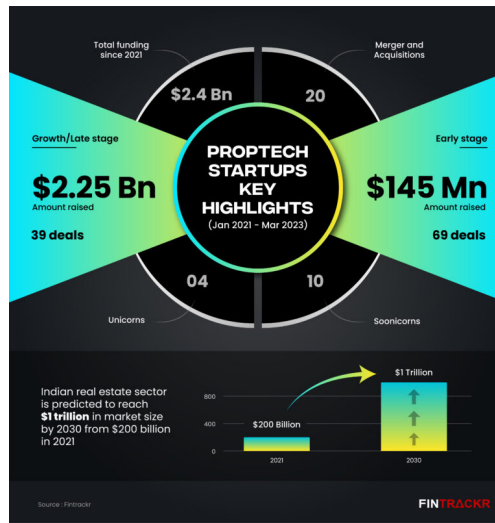 Total funding
since 2021
Merger and
Acquisitions
$2.4 Bn
20
Growth/Late stage
$2.25 Bn
Amount raised
39 deals
PROPTECH
STARTUPS
KEY
HIGHLIGHTS
(Jan 2021 - Mar 2023)
Early stage
$145 Mn
Amount raised
69 deals
04
10
Unicorns
Soonicorns
Indian real estate sector
is predicted to reach
$1 trillion in market size
by 2030 from $200 billion
in 2021
$1 Trillion
800
400
$200 Billion
0
2021
2030
Source : Fintrackr
FINTRACKR